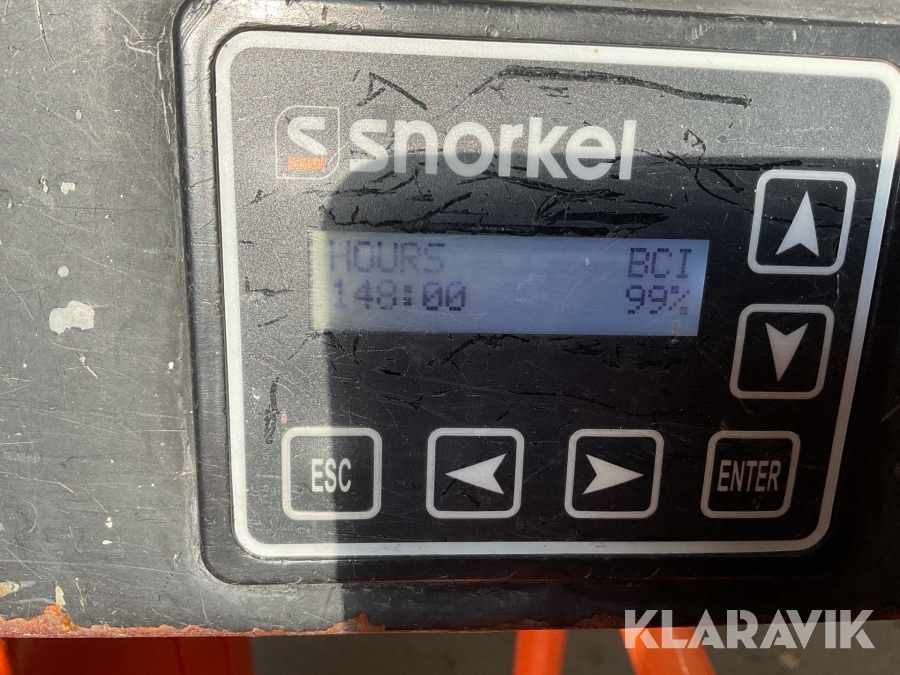 snorkel
HOURS BCI
148:00 99%
ESC ENTER
KLARAVIK